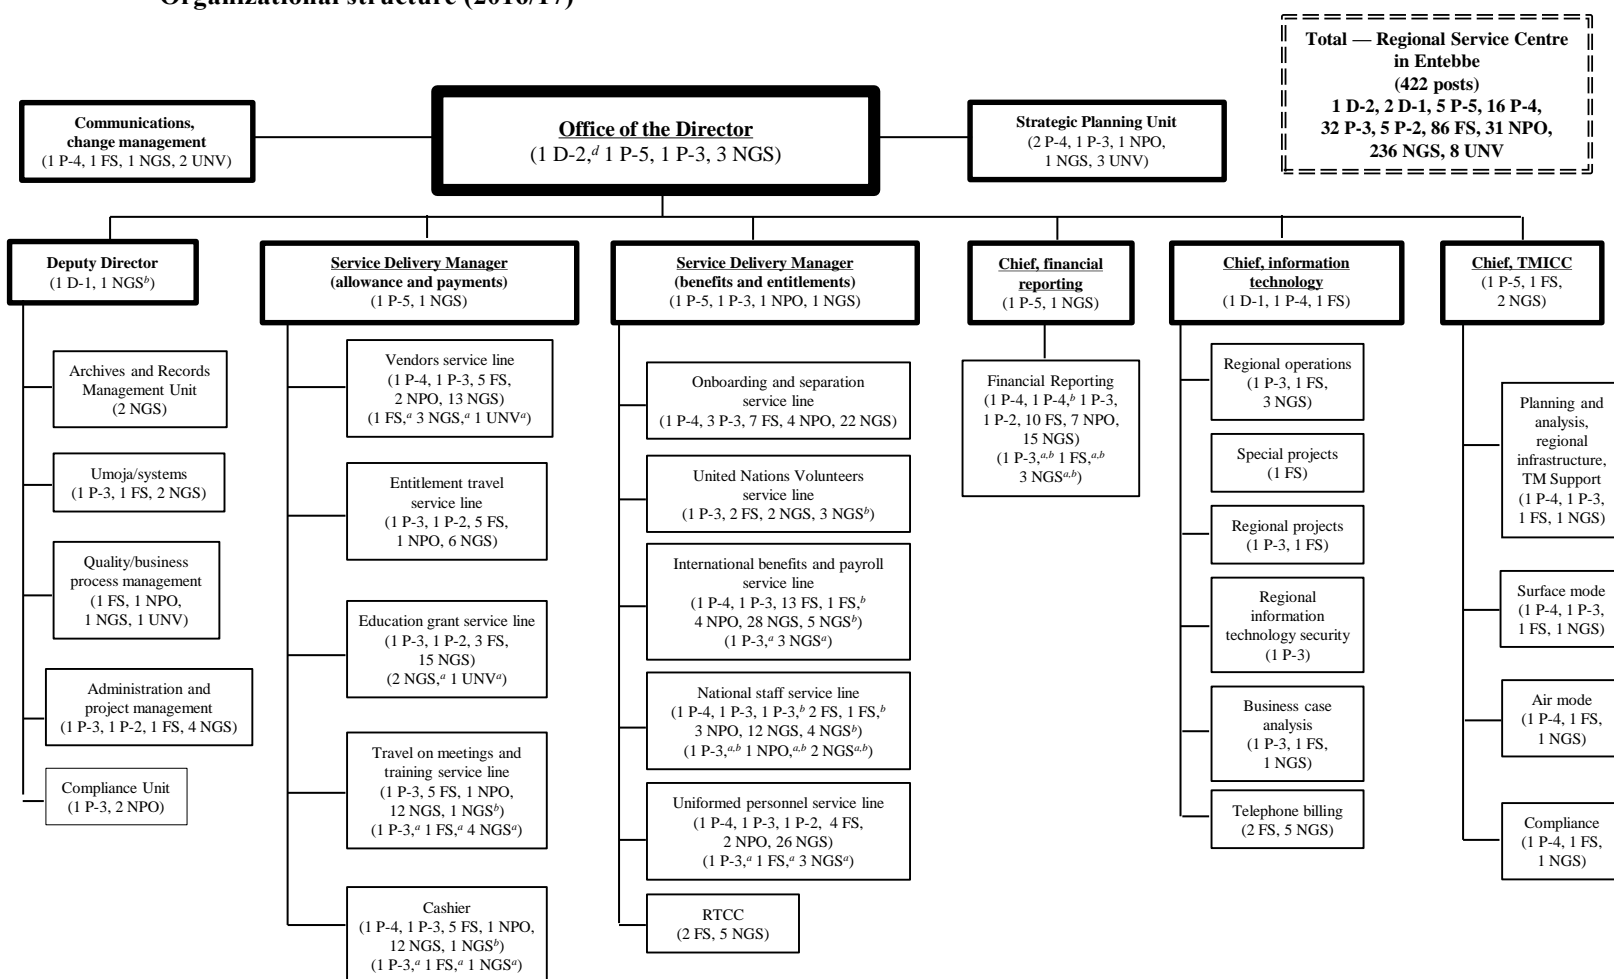 Organizational structure (2016/17)
Total — Regional Service Centre
in Entebbe
(422 posts)
1 D-2, 2 D-1, 5 P-5, 16 P-4,
32 P-3, 5 P-2, 86 FS, 31 NPO,
236 NGS, 8 UNV
Communications,
change management
(1 P-4, 1 FS, 1 NGS, 2 UNV)
Office of the Director
(1 D-2,d 1 P-5, 1 P-3, 3 NGS)
Strategic Planning Unit
(2 P-4, 1 P-3, 1 NPO,
1 NGS, 3 UNV)
Deputy Director
(1 D-1, 1 NGSb)
Archives and Records
Management Unit
(2 NGS)
Umoja/systems
(1 P-3, 1 FS, 2 NGS)
Quality/business
process management
(1 FS, 1 NPO,
1 NGS, 1 UNV)
Administration and
project management
(1 P-3, 1 P-2, 1 FS, 4 NGS)
Compliance Unit
(1 P-3, 2 NPO)
Service Delivery Manager
(allowance and payments)
(1 P-5, 1 NGS)
Vendors service line
(1 P-4, 1 P-3, 5 FS,
2 NPO, 13 NGS)
(1 FS,a 3 NGS,a 1 UNVa)
Entitlement travel
service line
(1 P-3, 1 P-2, 5 FS,
1 NPO, 6 NGS)
Education grant service line
(1 P-3, 1 P-2, 3 FS,
15 NGS)
(2 NGS,a 1 UNVa)
Travel on meetings and
training service line
(1 P-3, 5 FS, 1 NPO,
12 NGS, 1 NGSb)
(1 P-3,a 1 FS,a 4 NGSa)
Cashier
(1 P-4, 1 P-3, 5 FS, 1 NPO,
12 NGS, 1 NGSb)
(1 P-3,a 1 FS,a 1 NGSa)
Service Delivery Manager
(benefits and entitlements)
(1 P-5, 1 P-3, 1 NPO, 1 NGS)
Onboarding and separation
service line
(1 P-4, 3 P-3, 7 FS, 4 NPO, 22 NGS)
United Nations Volunteers
service line
(1 P-3, 2 FS, 2 NGS, 3 NGSb)
International benefits and payroll
service line
(1 P-4, 1 P-3, 13 FS, 1 FS,b
4 NPO, 28 NGS, 5 NGSb)
(1 P-3,a 3 NGSa)
National staff service line
(1 P-4, 1 P-3, 1 P-3,b 2 FS, 1 FS,b
3 NPO, 12 NGS, 4 NGSb)
(1 P-3,a,b 1 NPO,a,b 2 NGSa,b)
Uniformed personnel service line
(1 P-4, 1 P-3, 1 P-2, 4 FS,
2 NPO, 26 NGS)
(1 P-3,a 1 FS,a 3 NGSa)
RTCC
(2 FS, 5 NGS)
Chief, financial
reporting
(1 P-5, 1 NGS)
Financial Reporting
(1 P-4, 1 P-4,b 1 P-3,
1 P-2, 10 FS, 7 NPO,
15 NGS)
(1 P-3,a,b 1 FS,a,b
3 NGSa,b)
Chief, information
technology
(1 D-1, 1 P-4, 1 FS)
Regional operations
(1 P-3, 1 FS,
3 NGS)
Special projects
(1 FS)
Regional projects
(1 P-3, 1 FS)
Regional
information
technology security
(1 P-3)
Business case
analysis
(1 P-3, 1 FS,
1 NGS)
Telephone billing
(2 FS, 5 NGS)
Chief, TMICC
(1 P-5, 1 FS,
2 NGS)
Planning and
analysis,
regional
infrastructure,
TM Support
(1 P-4, 1 P-3,
1 FS, 1 NGS)
Surface mode
(1 P-4, 1 P-3,
1 FS, 1 NGS)
Air mode
(1 P-4, 1 FS,
1 NGS)
Compliance
(1 P-4, 1 FS,
1 NGS)